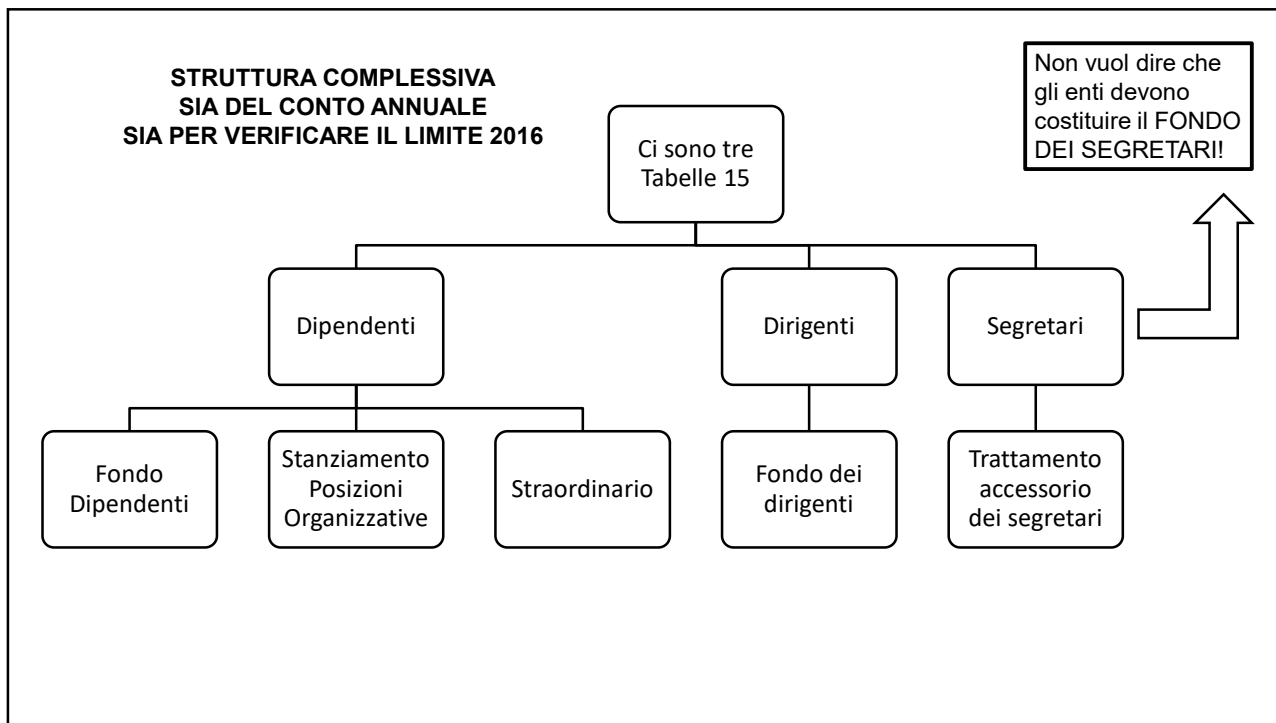 STRUTTURA COMPLESSIVA
SIA DEL CONTO ANNUALE
SIA PER VERIFICARE IL LIMITE 2016
Non vuol dire che
gli enti devono
costituire il FONDO
DEI SEGRETARI!
Ci sono tre
Tabelle 15
Dipendenti
Dirigenti
Segretari
Fondo
Dipendenti
Stanziamento
Posizioni
Organizzative
Straordinario
Fondo dei
dirigenti
Trattamento
accessorio
dei segretari